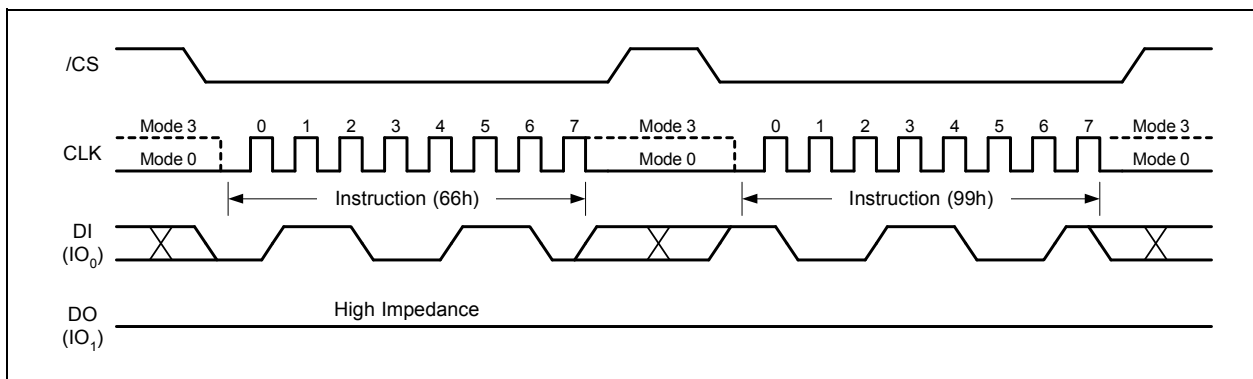 /CS
Mode 3 0 1 2 3 4 5 6 7 Mode 3 0 1 2 3 4 5 6 7 Mode 3
CLK
Mode 0 Mode 0 Mode 0
Instruction (66h) Instruction (99h)
DI
(IO0)
High Impedance
DO
(IO1)